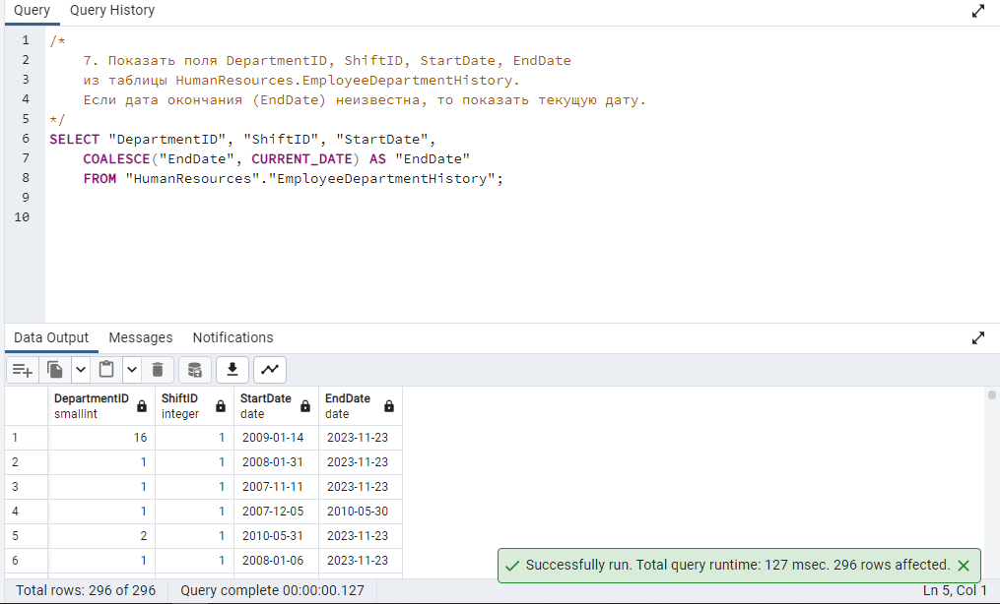 Query Query History
1 /*
2 7. Показать поля DepartmentID, ShiftID, StartDate, EndDate
3 из таблицы HumanResources.EmployeeDepartmentHistory.
4 Если дата окончания (EndDate) неизвестна, то показать текущую дату.
5 */
6 SELECT "DepartmentID", "ShiftID", "StartDate",
7 COALESCE("EndDate", CURRENT_DATE) AS "EndDate"
8 FROM "HumanResources"."EmployeeDepartmentHistory";
9
10
Data Output Messages Notifications
DepartmentID ShiftID StartDate EndDate
smallint integer date date
1 16 1 2009-01-14 2023-11-23
2 1 1 2008-01-31 2023-11-23
3 1 1 2007-11-11 2023-11-23
4 1 1 2007-12-05 2010-05-30
5 2 1 2010-05-31 2023-11-23
6 1 1 2008-01-06 2023-11-23
Successfully run. Total query runtime: 127 msec. 296 rows affected.
Total rows: 296 of 296 Query complete 00:00:00.127 Ln 5, Col 1